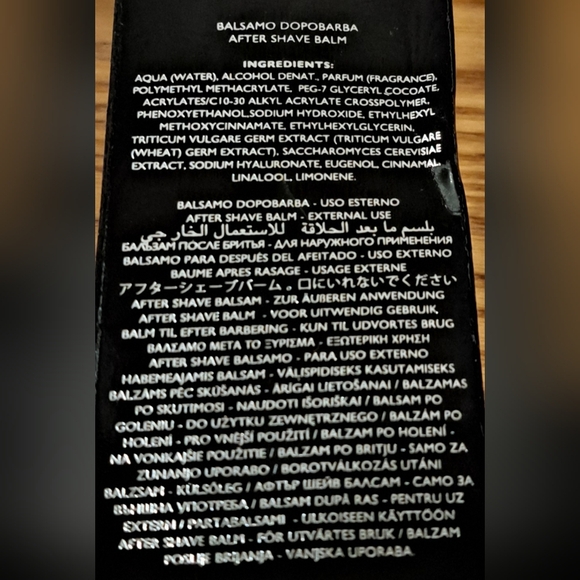 BALSAMO DOPOBARBA
AFTER SHAVE BALM
INGREDIENTS:
AQUA (WATER), ALCOHOL DENAT., PARFUM (FRAGRANCE),
POLYMETHYL METHACRYLATE, PEG-7 GLYCERYL COCOATE,
ACRYLATES/C10-30 ALKYL ACRYLATE CROSSPOLYMER,
PHENOXYETHANOL,SODIUM HYDROXIDE, ETHYLHEXYL
METHOXYCINNAMATE, ETHYLHEXYLGLYCERIN,
TRITICUM VULGARE GERM EXTRACT (TRITICUM VULGARE
(WHEAT) GERM EXTRACT), SACCHAROMYCES CEREVISIAE
EXTRACT, SODIUM HYALURONATE, EUGENOL, CINNAMAL,
LINALOOL, LIMONENE.
BALSAMO DOPOBARBA - USO ESTERNO
AFTER SHAVE BALM - EXTERNAL USE
بلسم ما بعد الحلاقة للاستعمال الخارجي
БАЛЬЗАМ ПОСЛЕ БРИТЬЯ - ДЛЯ НАРУЖНОГО ПРИМЕНЕНИЯ
BALSAMO PARA DESPUÉS DEL AFEITADO - USO EXTERNO
BAUME APRES RASAGE - USAGE EXTERNE
アフターシェーブバーム。口にいれないでください
AFTER SHAVE BALSAM - ZUR ÄUßEREN ANWENDUNG
AFTER SHAVE BALM - VOOR UITWENDIG GEBRUIK
BALM TIL EFTER BARBERING - KUN TIL UDVORTES BRUG
ΒΑΛΣΑΜΟ ΜΕΤΑ ΤΟ ΞΥΡΙΣΜΑ - ΕΞΩΤΕΡΙΚΗ ΧΡΗΣΗ
AFTER SHAVE BALSAMO - PARA USO EXTERNO
HABEMEAJAMIS BALSAM - VÄLISPIDISEKS KASUTAMISEKS
BALZĀMS PĒC SKŪŠANĀS - ĀRĪGAI LIETOŠANAI / BALZAMAS
PO SKUTIMOSI - NAUDOTI IŠORIŠKAI / BALSAM PO
GOLENIU - DO UŻYTKU ZEWNĘTRZNEGO / BALZÁM PO
HOLENÍ - PRO VNĚJŠÍ POUŽITÍ / BALZAM PO HOLENÍ -
NA VONKAJŠIE POUŽITIE / BALZAM PO BRITJU - SAMO ZA
ZUNANJO UPORABO / BOROTVÁLKOZÁS UTÁNI
BALZSAM - KÜLSŐLEG / АФТЪР ШЕЙВ БАЛСАМ - САМО ЗА
ВЪНШНА УПОТРЕБА / BALSAM DUPĂ RAS - PENTRU UZ
EXTERN / PARTABALSAMI - ULKOISEEN KÄYTTÖÖN
AFTER SHAVE BALM - FÖR UTVÄRTES BRUK / BALZAM
POSLIJE BRIJANJA - VANJSKA UPORABA.